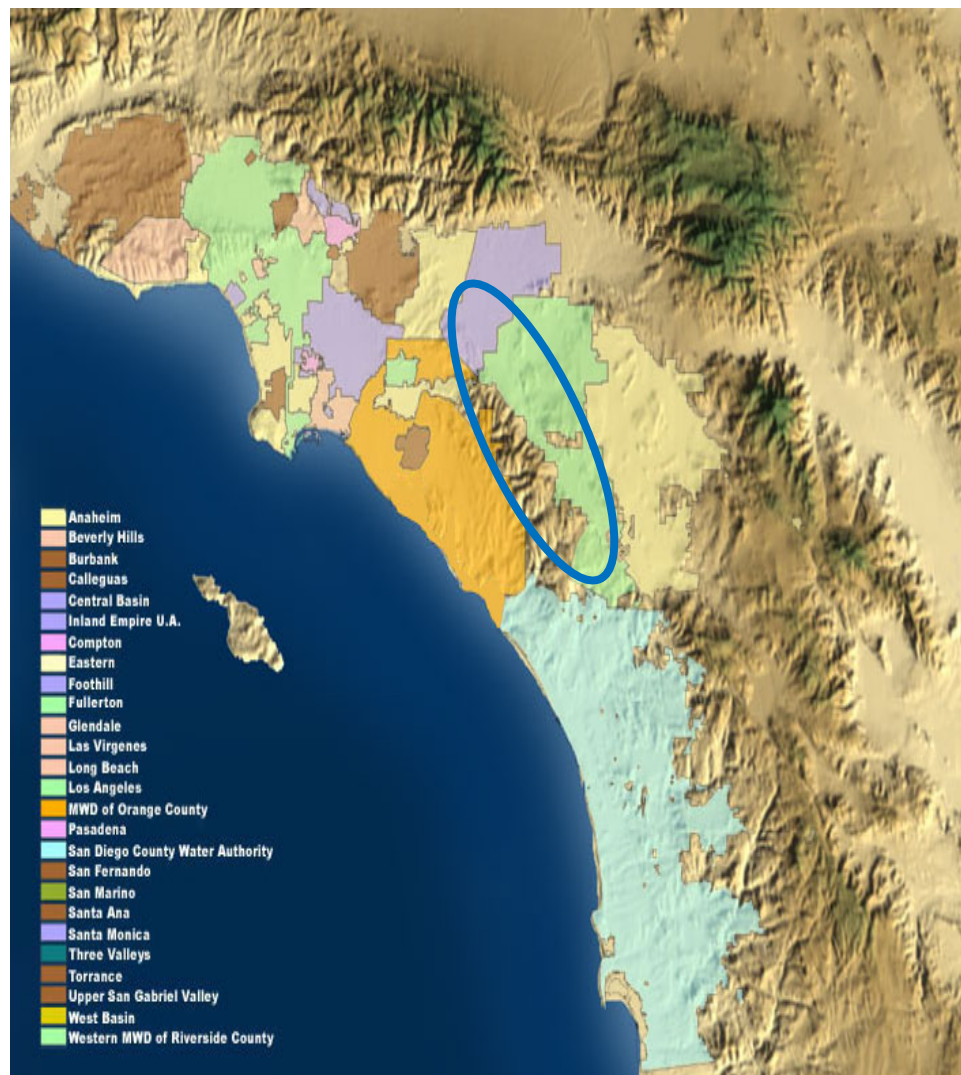 Anaheim
Beverly Hills
Burbank
Calleguas
Central Basin
Inland Empire U.A.
Compton
Eastern
Foothill
Fullerton
Glendale
Las Virgenes
Long Beach
Los Angeles
MWD of Orange County
Pasadena
San Diego County Water Authority
San Fernando
San Marino
Santa Ana
Santa Monica
Three Valleys
Torrance
Upper San Gabriel Valley
West Basin
Western MWD of Riverside County